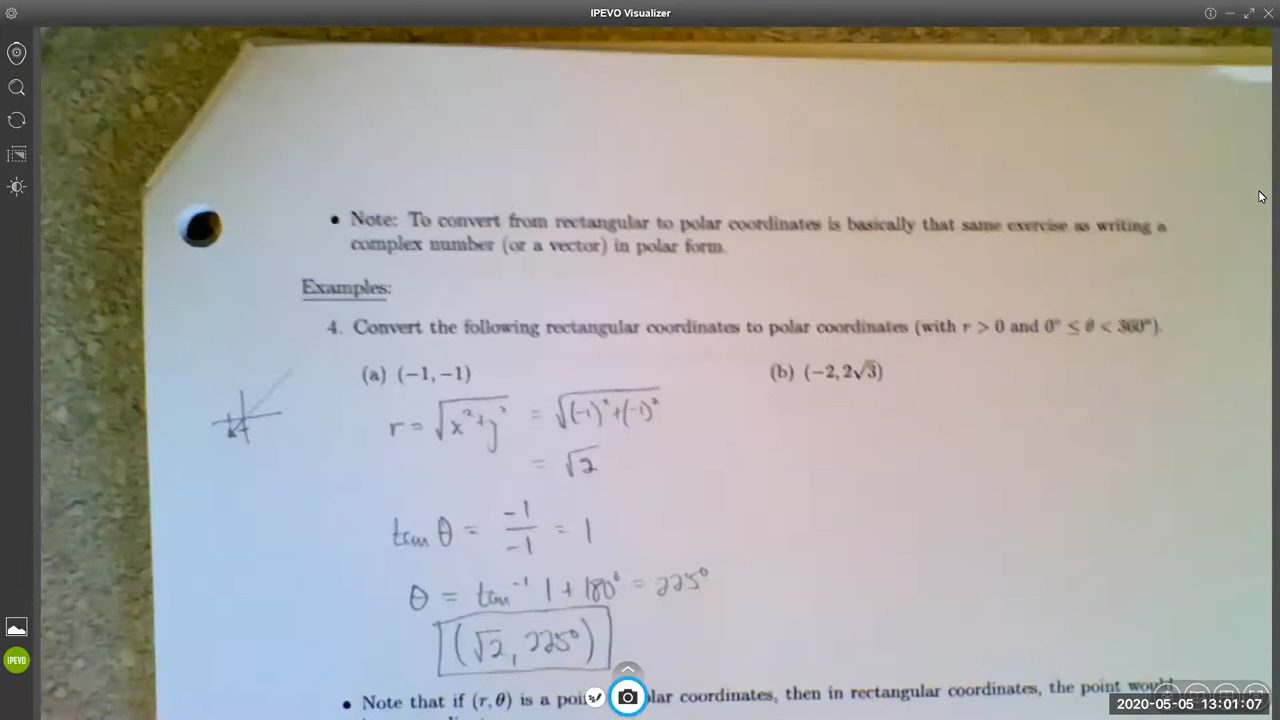 IPEVO Visualizer
• Note: To convert from rectangular to polar coordinates is basically that same exercise as writing a
complex number (or a vector) in polar form.
Examples:
4. Convert the following rectangular coordinates to polar coordinates (with r > 0 and 0° ≤ θ < 360°).
(a) (−1, −1)
(b) (−2, 2√3)
r = √(x² + y²) = √((-1)² + (-1)²)
= √2
tan θ = -1/-1 = 1
θ = tan⁻¹ 1 + 180° = 225°
(√2, 225°)
• Note that if (r, θ) is a lar coordinates, then in rectangular coordinates, the point would
IPEVO
2020-05-05 13:01:07